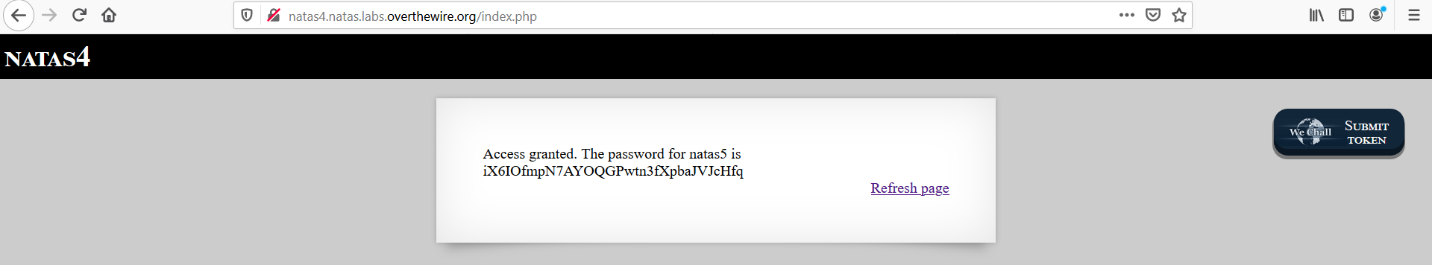 natas4.natas.labs.overthewire.org/index.php
NATAS4
We Chall
SUBMIT
TOKEN
Access granted. The password for natas5 is
iX6IOfmpN7AYOQGPwtn3fXpbaJVJcHfq
Refresh page